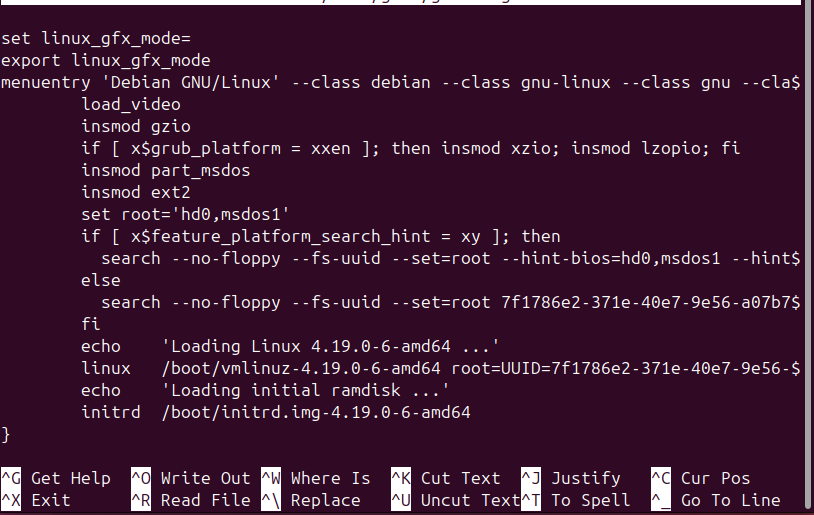 set linux_gfx_mode=
export linux_gfx_mode
menuentry 'Debian GNU/Linux' --class debian --class gnu-linux --class gnu --cla$
        load_video
        insmod gzio
        if [ x$grub_platform = xxen ]; then insmod xzio; insmod lzopio; fi
        insmod part_msdos
        insmod ext2
        set root='hd0,msdos1'
        if [ x$feature_platform_search_hint = xy ]; then
          search --no-floppy --fs-uuid --set=root --hint-bios=hd0,msdos1 --hint$
        else
          search --no-floppy --fs-uuid --set=root 7f1786e2-371e-40e7-9e56-a07b7$
        fi
        echo    'Loading Linux 4.19.0-6-amd64 ...'
        linux   /boot/vmlinuz-4.19.0-6-amd64 root=UUID=7f1786e2-371e-40e7-9e56-$
        echo    'Loading initial ramdisk ...'
        initrd  /boot/initrd.img-4.19.0-6-amd64
}
^G Get Help  ^O Write Out ^W Where Is  ^K Cut Text  ^J Justify   ^C Cur Pos
^X Exit      ^R Read File ^\ Replace   ^U Uncut Text^T To Spell  ^_ Go To Line